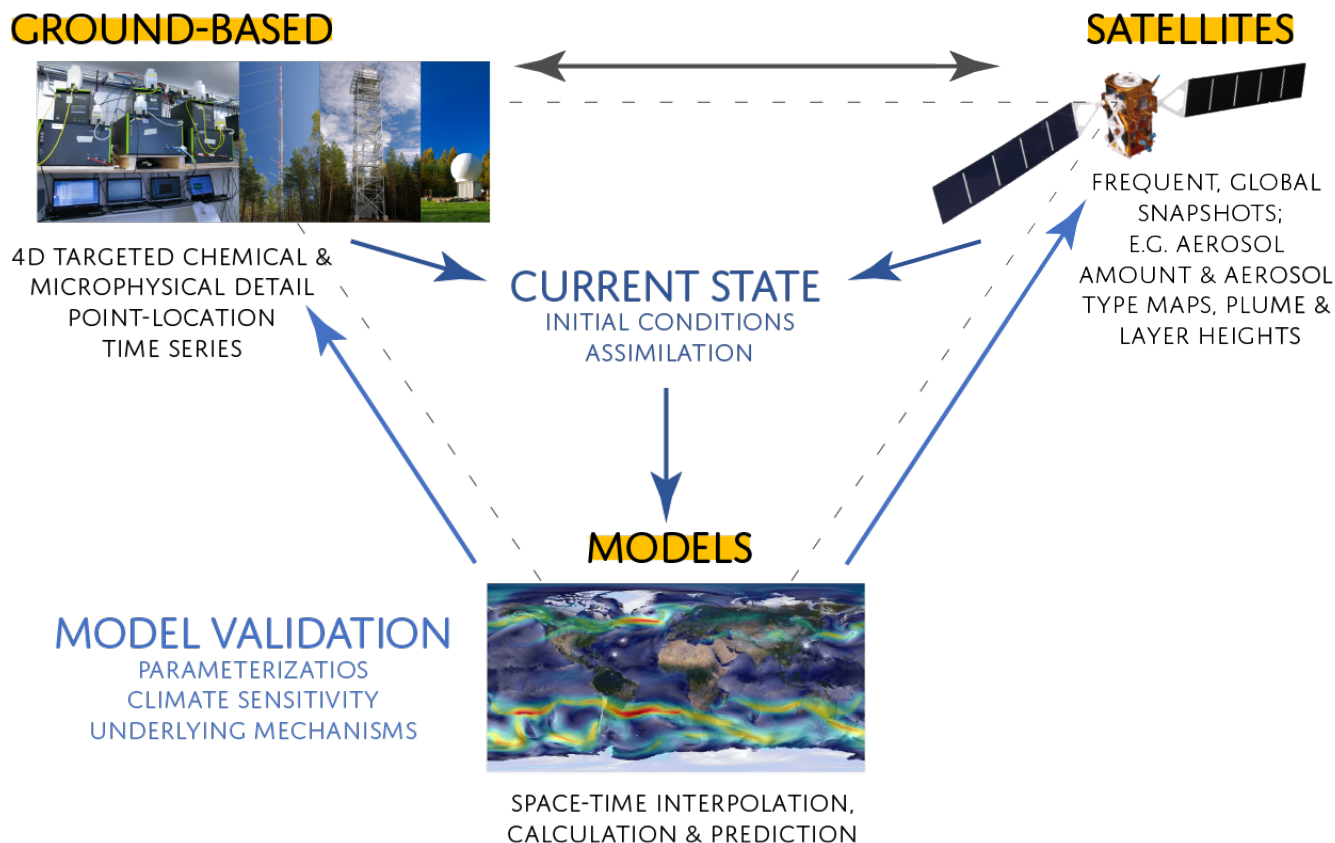 GROUND-BASED
SATELLITES
4D TARGETED CHEMICAL &
MICROPHYSICAL DETAIL
POINT-LOCATION
TIME SERIES
FREQUENT, GLOBAL
SNAPSHOTS;
E.G. AEROSOL
AMOUNT & AEROSOL
TYPE MAPS, PLUME &
LAYER HEIGHTS
CURRENT STATE
INITIAL CONDITIONS
ASSIMILATION
MODELS
MODEL VALIDATION
PARAMETERIZATIOS
CLIMATE SENSITIVITY
UNDERLYING MECHANISMS
SPACE-TIME INTERPOLATION,
CALCULATION & PREDICTION